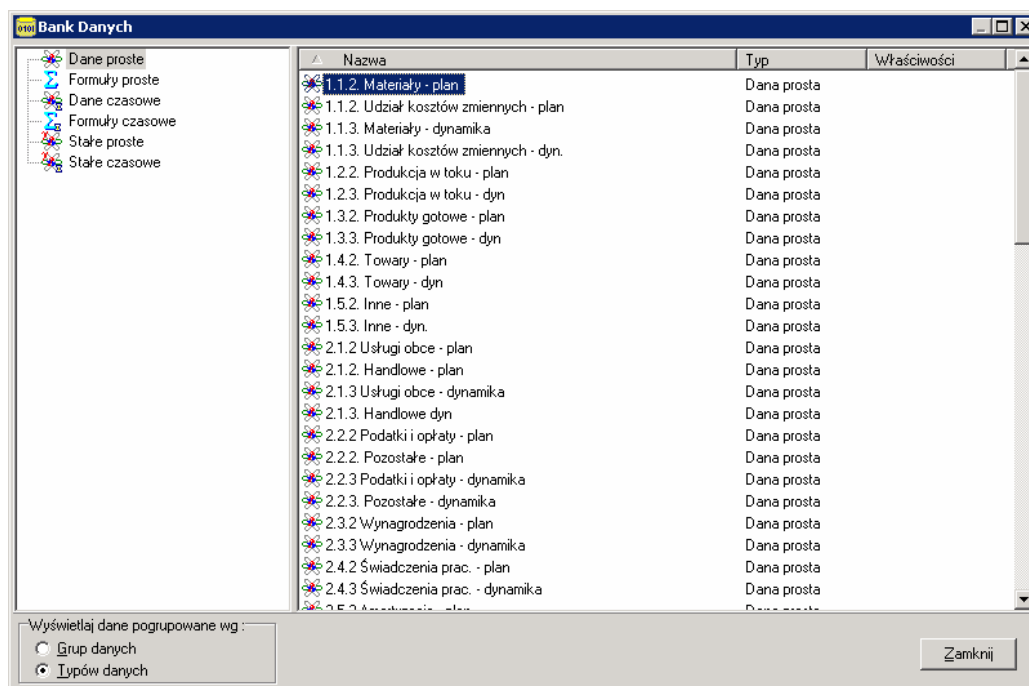 Bank Danych
Dane proste
Formuły proste
Dane czasowe
Formuły czasowe
Stałe proste
Stałe czasowe
Nazwa Typ Właściwości
1.1.2. Materiały - plan Dana prosta
1.1.2. Udział kosztów zmiennych - plan Dana prosta
1.1.3. Materiały - dynamika Dana prosta
1.1.3. Udział kosztów zmiennych - dyn. Dana prosta
1.2.2. Produkcja w toku - plan Dana prosta
1.2.3. Produkcja w toku - dyn Dana prosta
1.3.2. Produkty gotowe - plan Dana prosta
1.3.3. Produkty gotowe - dyn Dana prosta
1.4.2. Towary - plan Dana prosta
1.4.3. Towary - dyn Dana prosta
1.5.2. Inne - plan Dana prosta
1.5.3. Inne - dyn. Dana prosta
2.1.2 Usługi obce - plan Dana prosta
2.1.2. Handlowe - plan Dana prosta
2.1.3 Usługi obce - dynamika Dana prosta
2.1.3. Handlowe dyn Dana prosta
2.2.2 Podatki i opłaty - plan Dana prosta
2.2.2. Pozostałe - plan Dana prosta
2.2.3 Podatki i opłaty - dynamika Dana prosta
2.2.3. Pozostałe - dynamika Dana prosta
2.3.2 Wynagrodzenia - plan Dana prosta
2.3.3 Wynagrodzenia - dynamika Dana prosta
2.4.2 Świadczenia prac. - plan Dana prosta
2.4.3 Świadczenia prac. - dynamika Dana prosta
Wyświetlaj dane pogrupowane wg :
Grup danych
Typów danych
Zamknij